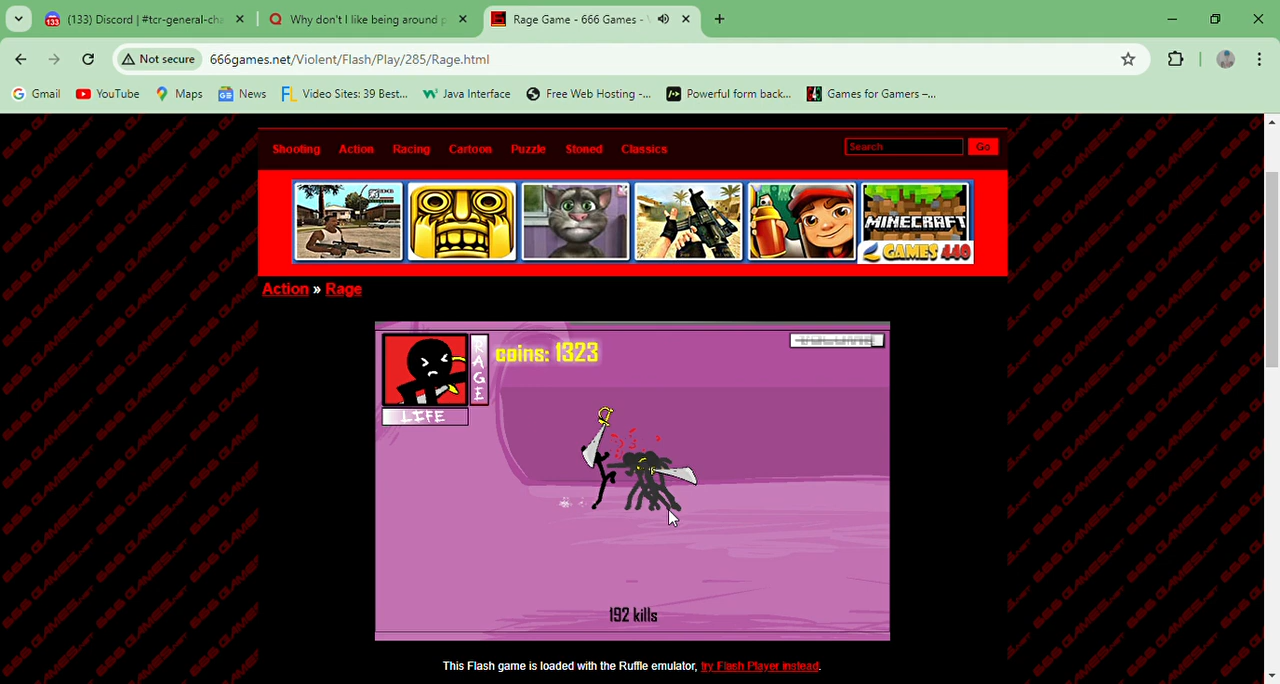 133
(133) Discord | #tcr-general-cha
Why don't I like being around p
Rage Game - 666 Games -
Not secure
666games.net/Violent/Flash/Play/285/Rage.html
Gmail
YouTube
Maps
News
Video Sites: 39 Best...
Java Interface
Free Web Hosting -...
Powerful form back...
Games for Gamers –...
Shooting
Action
Racing
Cartoon
Puzzle
Stoned
Classics
Search
Go
MINECRAFT
GAMES 440
Action » Rage
RAGE
coins: 1323
VOLUME
LIFE
192 kills
This Flash game is loaded with the Ruffle emulator, try Flash Player instead.